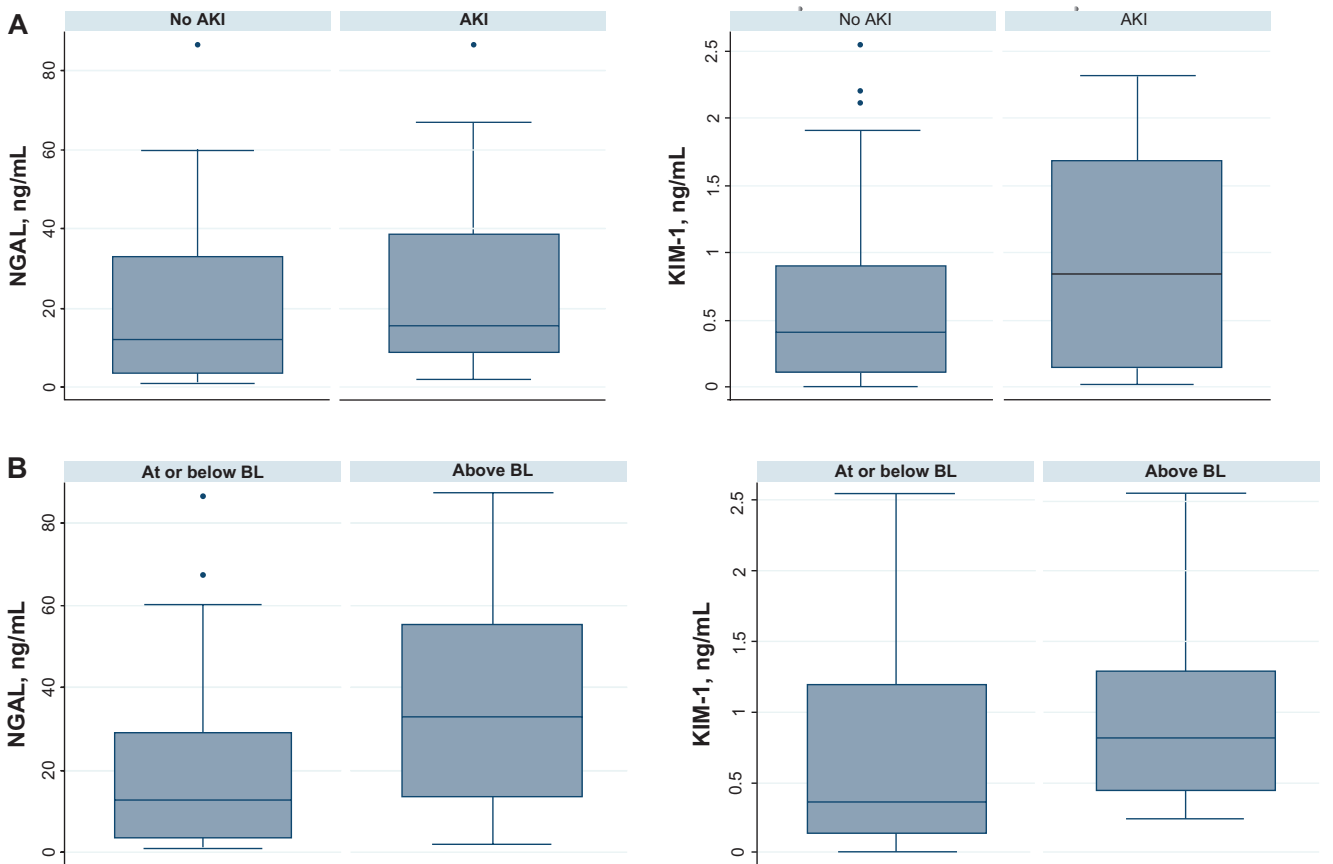 A
No AKI
AKI
NGAL, ng/mL
80
60
40
20
0
No AKI
AKI
KIM-1, ng/mL
2.5
2
1.5
1
0.5
0
B
At or below BL
Above BL
NGAL, ng/mL
80
60
40
20
0
At or below BL
Above BL
KIM-1, ng/mL
2.5
2
1.5
1
0.5
0